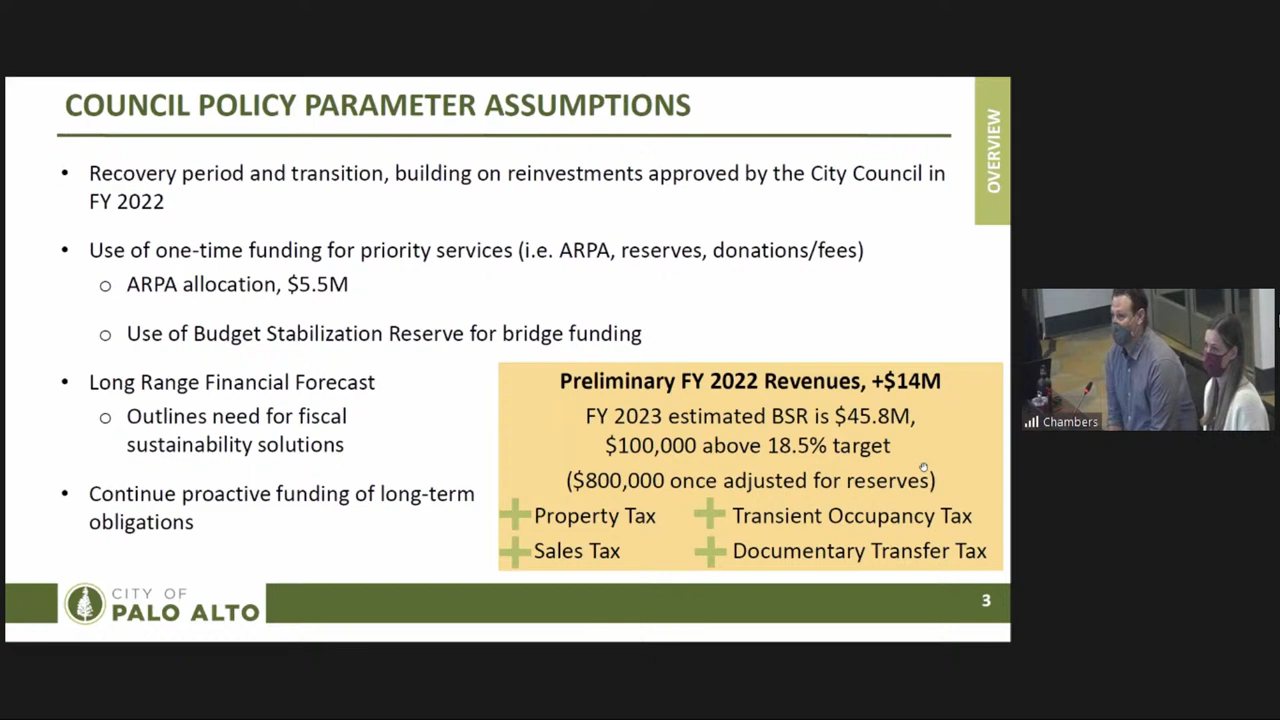 COUNCIL POLICY PARAMETER ASSUMPTIONS
OVERVIEW
• Recovery period and transition, building on reinvestments approved by the City Council in
FY 2022
• Use of one-time funding for priority services (i.e. ARPA, reserves, donations/fees)
o ARPA allocation, $5.5M
o Use of Budget Stabilization Reserve for bridge funding
• Long Range Financial Forecast
o Outlines need for fiscal
sustainability solutions
• Continue proactive funding of long-term
obligations
Preliminary FY 2022 Revenues, +$14M
FY 2023 estimated BSR is $45.8M,
$100,000 above 18.5% target
($800,000 once adjusted for reserves)
Property Tax
Transient Occupancy Tax
Sales Tax
Documentary Transfer Tax
CITY OF
PALO ALTO
3
Chambers